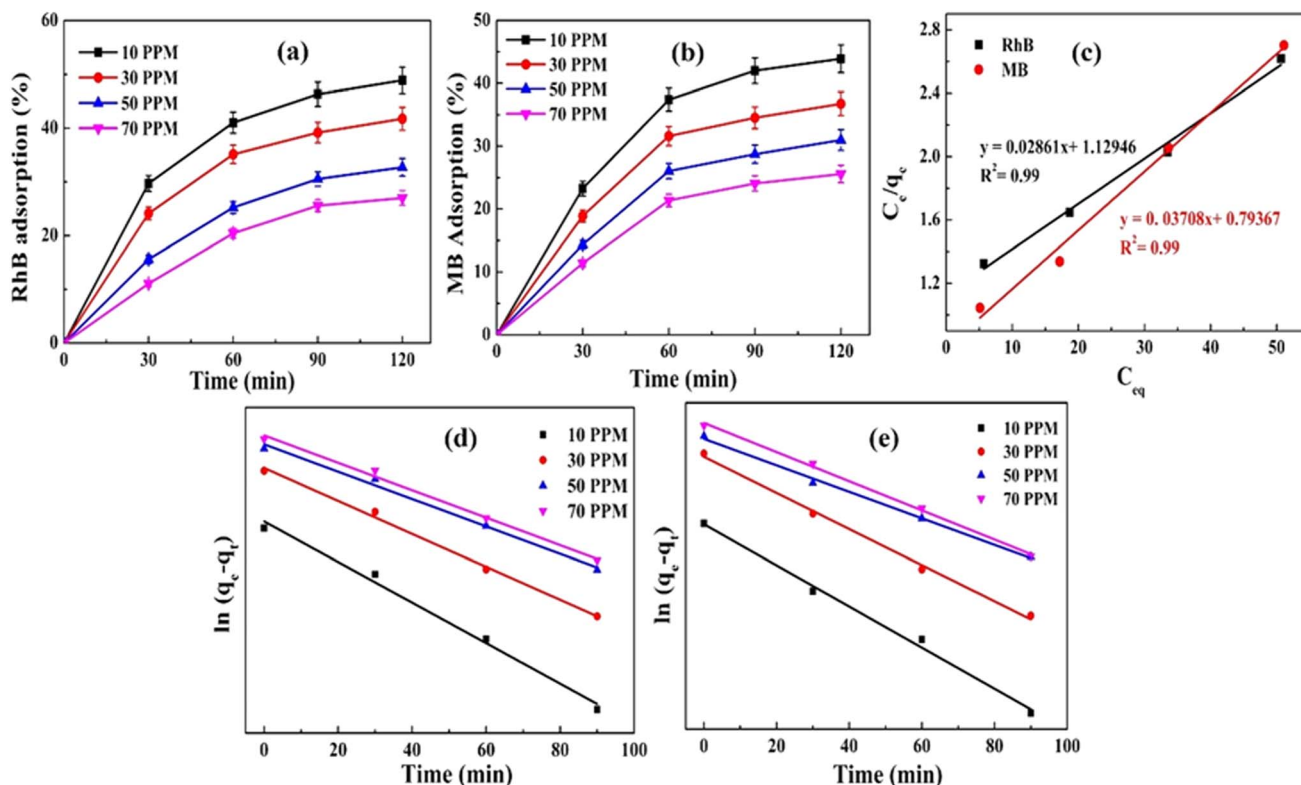 RhB adsorption (%)
60
40
20
0
(a)
10 PPM
30 PPM
50 PPM
70 PPM
0 30 60 90 120
Time (min)
MB Adsorption (%)
50
40
30
20
10
0
(b)
10 PPM
30 PPM
50 PPM
70 PPM
0 30 60 90 120
Time (min)
Cₑ/qₑ
2.8
2.4
2.0
1.6
1.2
(c)
RhB
MB
y = 0.02861x+ 1.12946
R²= 0.99
y = 0. 03708x+ 0.79367
R²= 0.99
0 10 20 30 40 50
C_eq
ln (qₑ-qₜ)
(d)
10 PPM
30 PPM
50 PPM
70 PPM
0 20 40 60 80 100
Time (min)
ln (qₑ-qₜ)
(e)
10 PPM
30 PPM
50 PPM
70 PPM
0 20 40 60 80 100
Time (min)